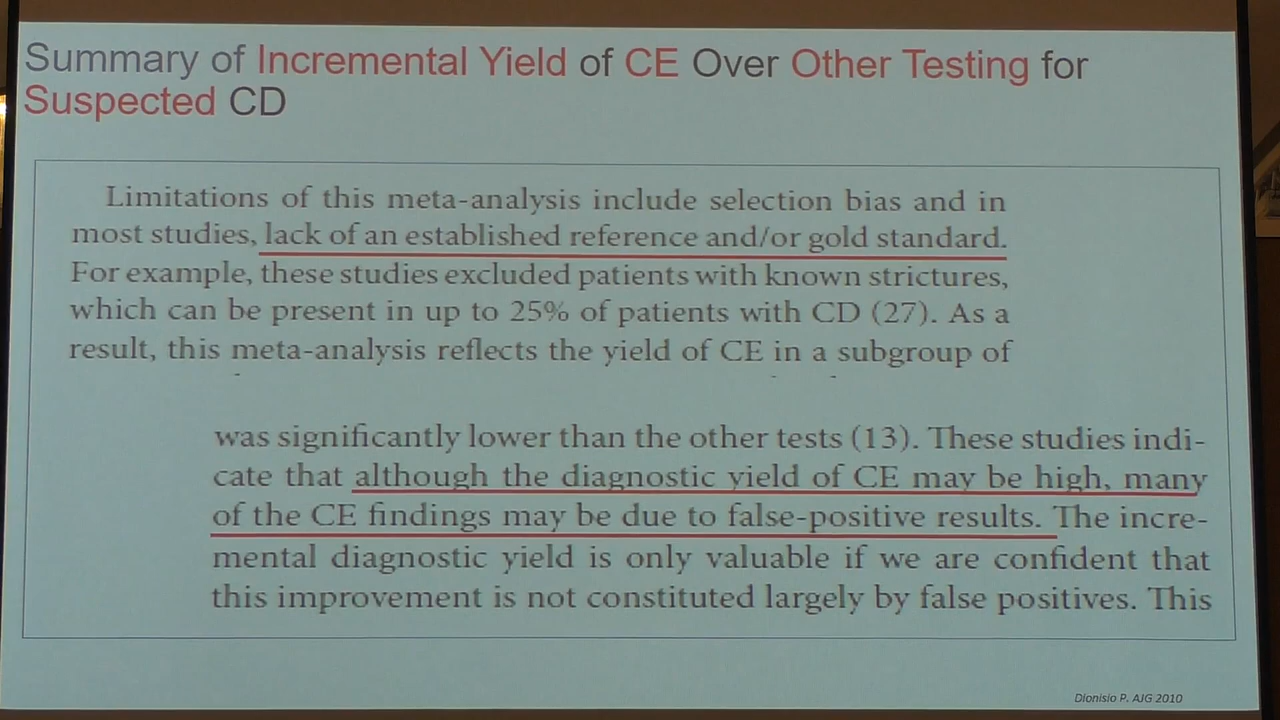 Summary of Incremental Yield of CE Over Other Testing for
Suspected CD
Limitations of this meta-analysis include selection bias and in
most studies, lack of an established reference and/or gold standard.
For example, these studies excluded patients with known strictures,
which can be present in up to 25% of patients with CD (27). As a
result, this meta-analysis reflects the yield of CE in a subgroup of
was significantly lower than the other tests (13). These studies indi-
cate that although the diagnostic yield of CE may be high, many
of the CE findings may be due to false-positive results. The incre-
mental diagnostic yield is only valuable if we are confident that
this improvement is not constituted largely by false positives. This
Dionisio P. AJG 2010